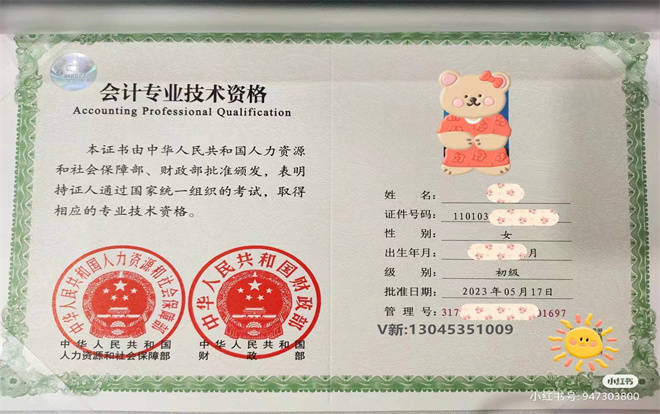 会计专业技术资格
Accounting Professional Qualification
本证书由中华人民共和国人力资源
和社会保障部、财政部批准颁发，表明
持证人通过国家统一组织的考试，取得
相应的专业技术资格。
中华人民共和国人力资源和社会保障部
中华人民共和国财政部
中华人民共和国
人力资源和社会保障部
中华人民共和国
财政部
姓名：
证件号码：110103
性别：女
出生年月：月
级别：初级
批准日期：2023年05月17日
管理号：317 01697
V新:13045351009
小红书
小红书号: 947303800